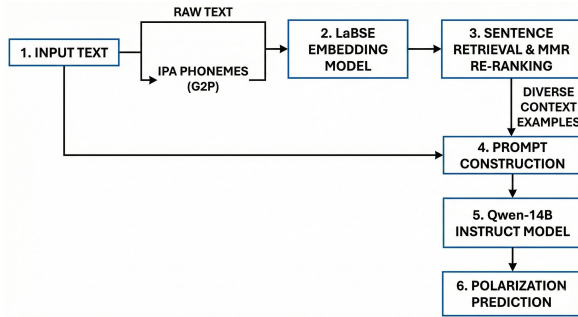 RAW TEXT
1. INPUT TEXT
IPA PHONEMES
(G2P)
2. LaBSE
EMBEDDING
MODEL
3. SENTENCE
RETRIEVAL & MMR
RE-RANKING
DIVERSE
CONTEXT
EXAMPLES
4. PROMPT
CONSTRUCTION
5. Qwen-14B
INSTRUCT MODEL
6. POLARIZATION
PREDICTION